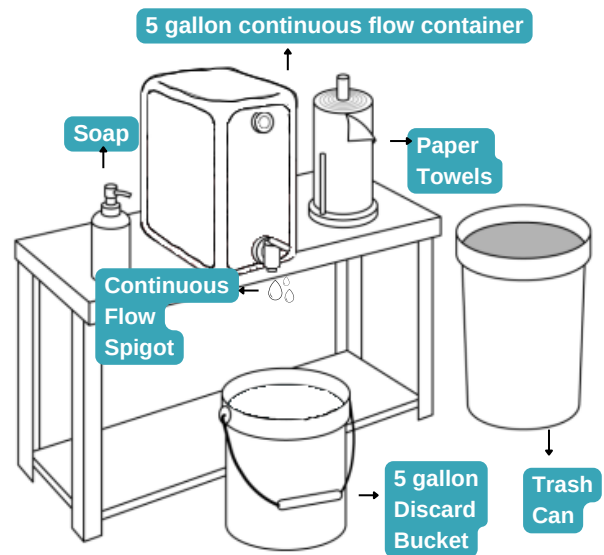 5 gallon continuous flow container
Soap
Paper
Towels
Continuous
Flow
Spigot
5 gallon
Discard
Bucket
Trash
Can